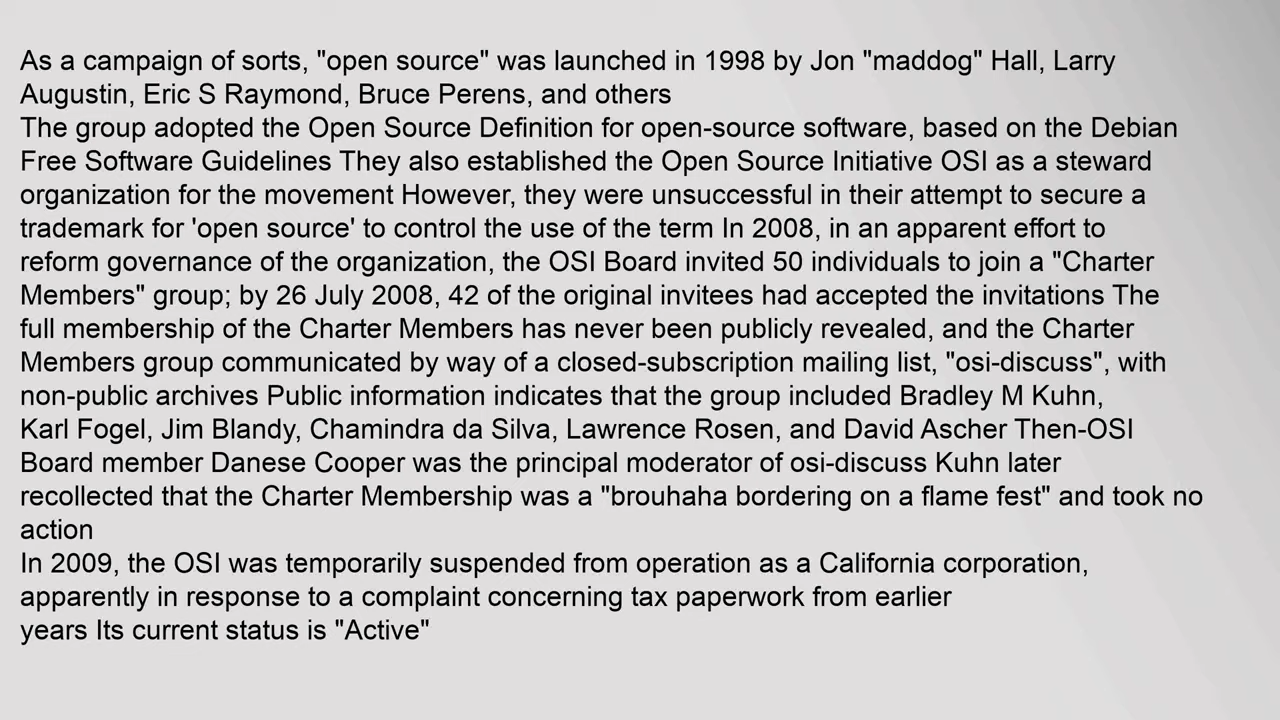 As a campaign of sorts, "open source" was launched in 1998 by Jon "maddog" Hall, Larry
Augustin, Eric S Raymond, Bruce Perens, and others
The group adopted the Open Source Definition for open-source software, based on the Debian
Free Software Guidelines They also established the Open Source Initiative OSI as a steward
organization for the movement However, they were unsuccessful in their attempt to secure a
trademark for 'open source' to control the use of the term In 2008, in an apparent effort to
reform governance of the organization, the OSI Board invited 50 individuals to join a "Charter
Members" group; by 26 July 2008, 42 of the original invitees had accepted the invitations The
full membership of the Charter Members has never been publicly revealed, and the Charter
Members group communicated by way of a closed-subscription mailing list, "osi-discuss", with
non-public archives Public information indicates that the group included Bradley M Kuhn,
Karl Fogel, Jim Blandy, Chamindra da Silva, Lawrence Rosen, and David Ascher Then-OSI
Board member Danese Cooper was the principal moderator of osi-discuss Kuhn later
recollected that the Charter Membership was a "brouhaha bordering on a flame fest" and took no
action
In 2009, the OSI was temporarily suspended from operation as a California corporation,
apparently in response to a complaint concerning tax paperwork from earlier
years Its current status is "Active"